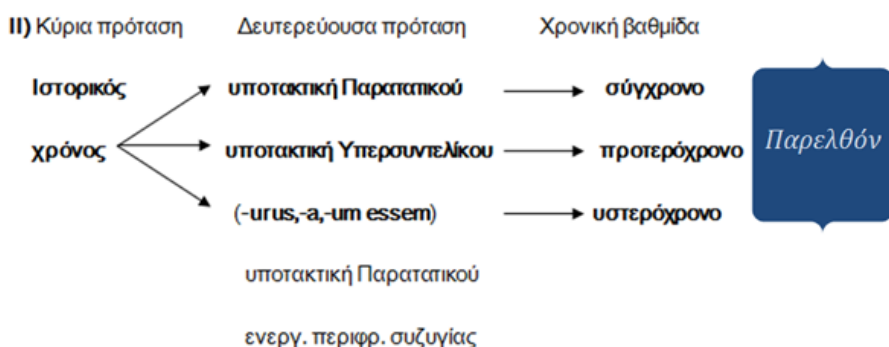 II) Κύρια πρόταση Δευτερεύουσα πρόταση Χρονική βαθμίδα
Ιστορικός υποτακτική Παρατατικού σύγχρονο
χρόνος υποτακτική Υπερσυντελίκου προτερόχρονο Παρελθόν
(-urus,-a,-um essem) υστερόχρονο
υποτακτική Παρατατικού
ενεργ. περιφρ. συζυγίας